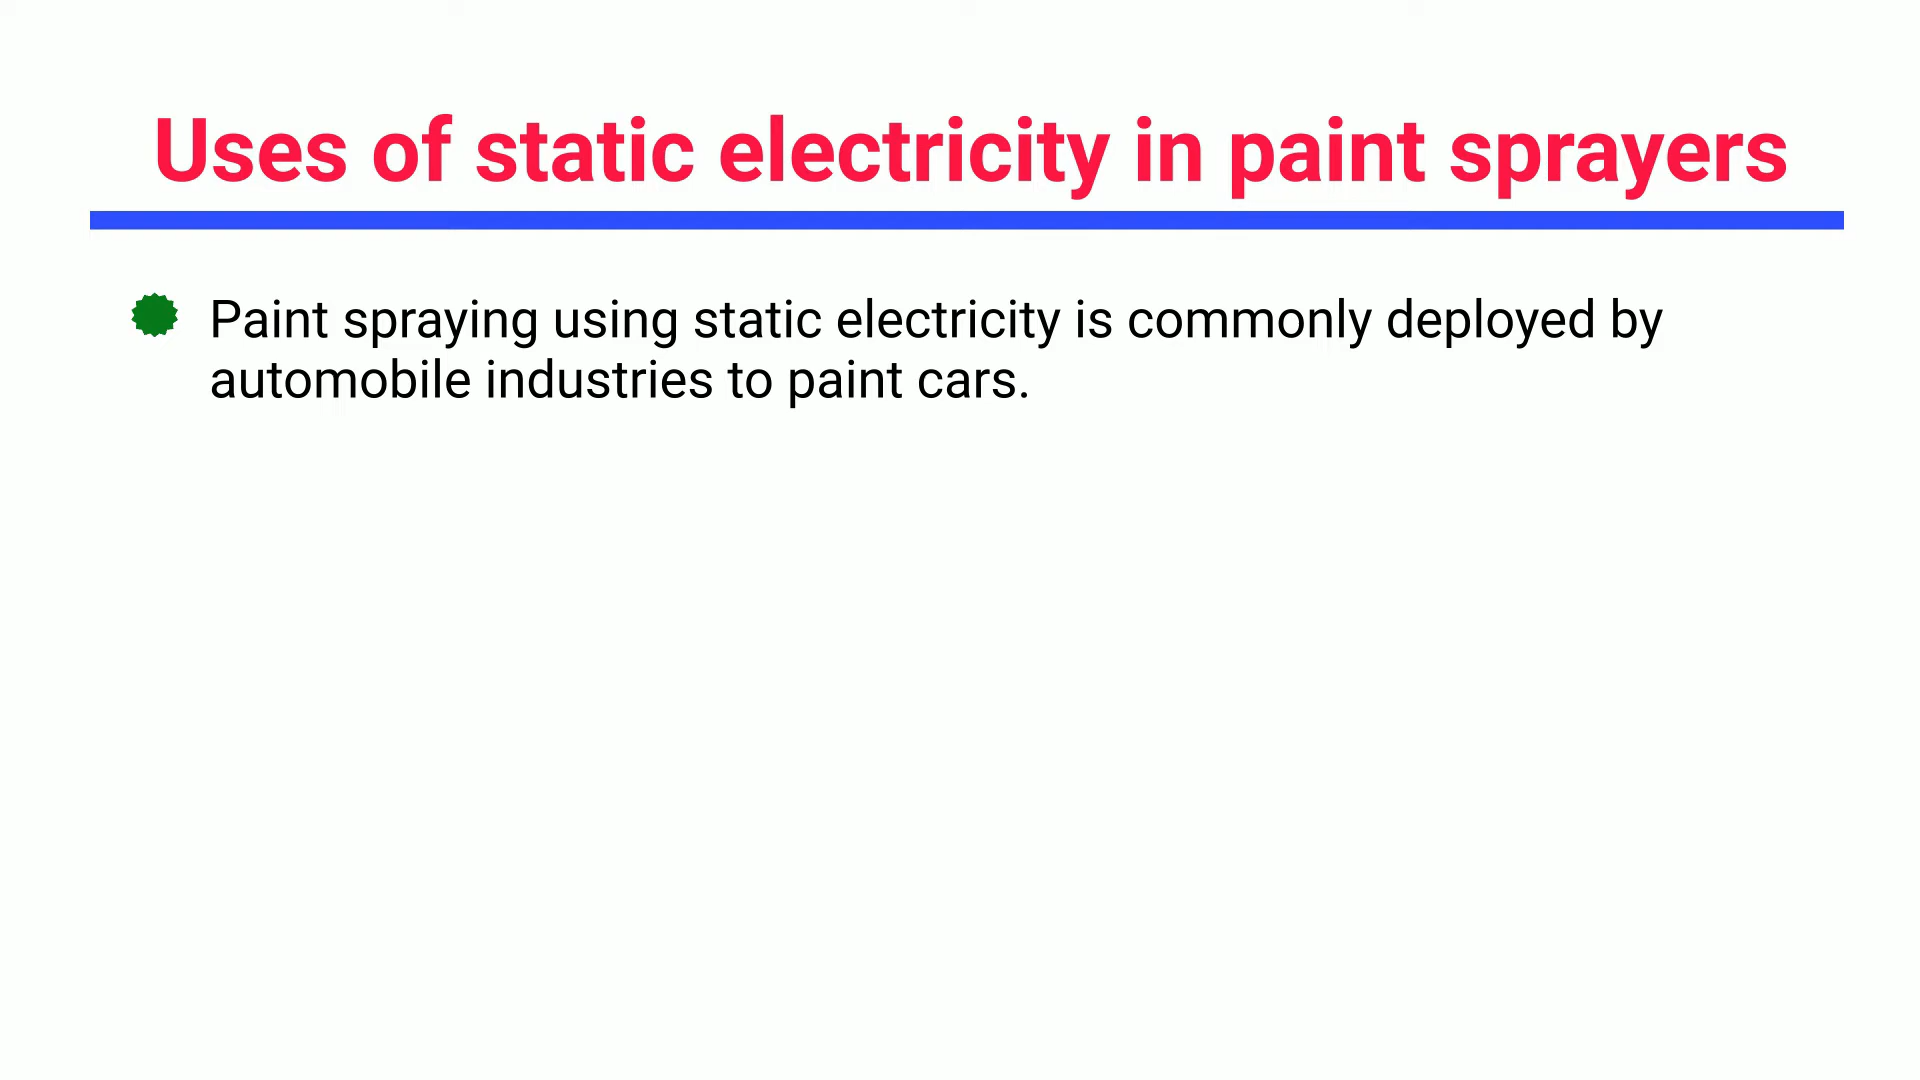 Uses of static electricity in paint sprayers
Paint spraying using static electricity is commonly deployed by
automobile industries to paint cars.